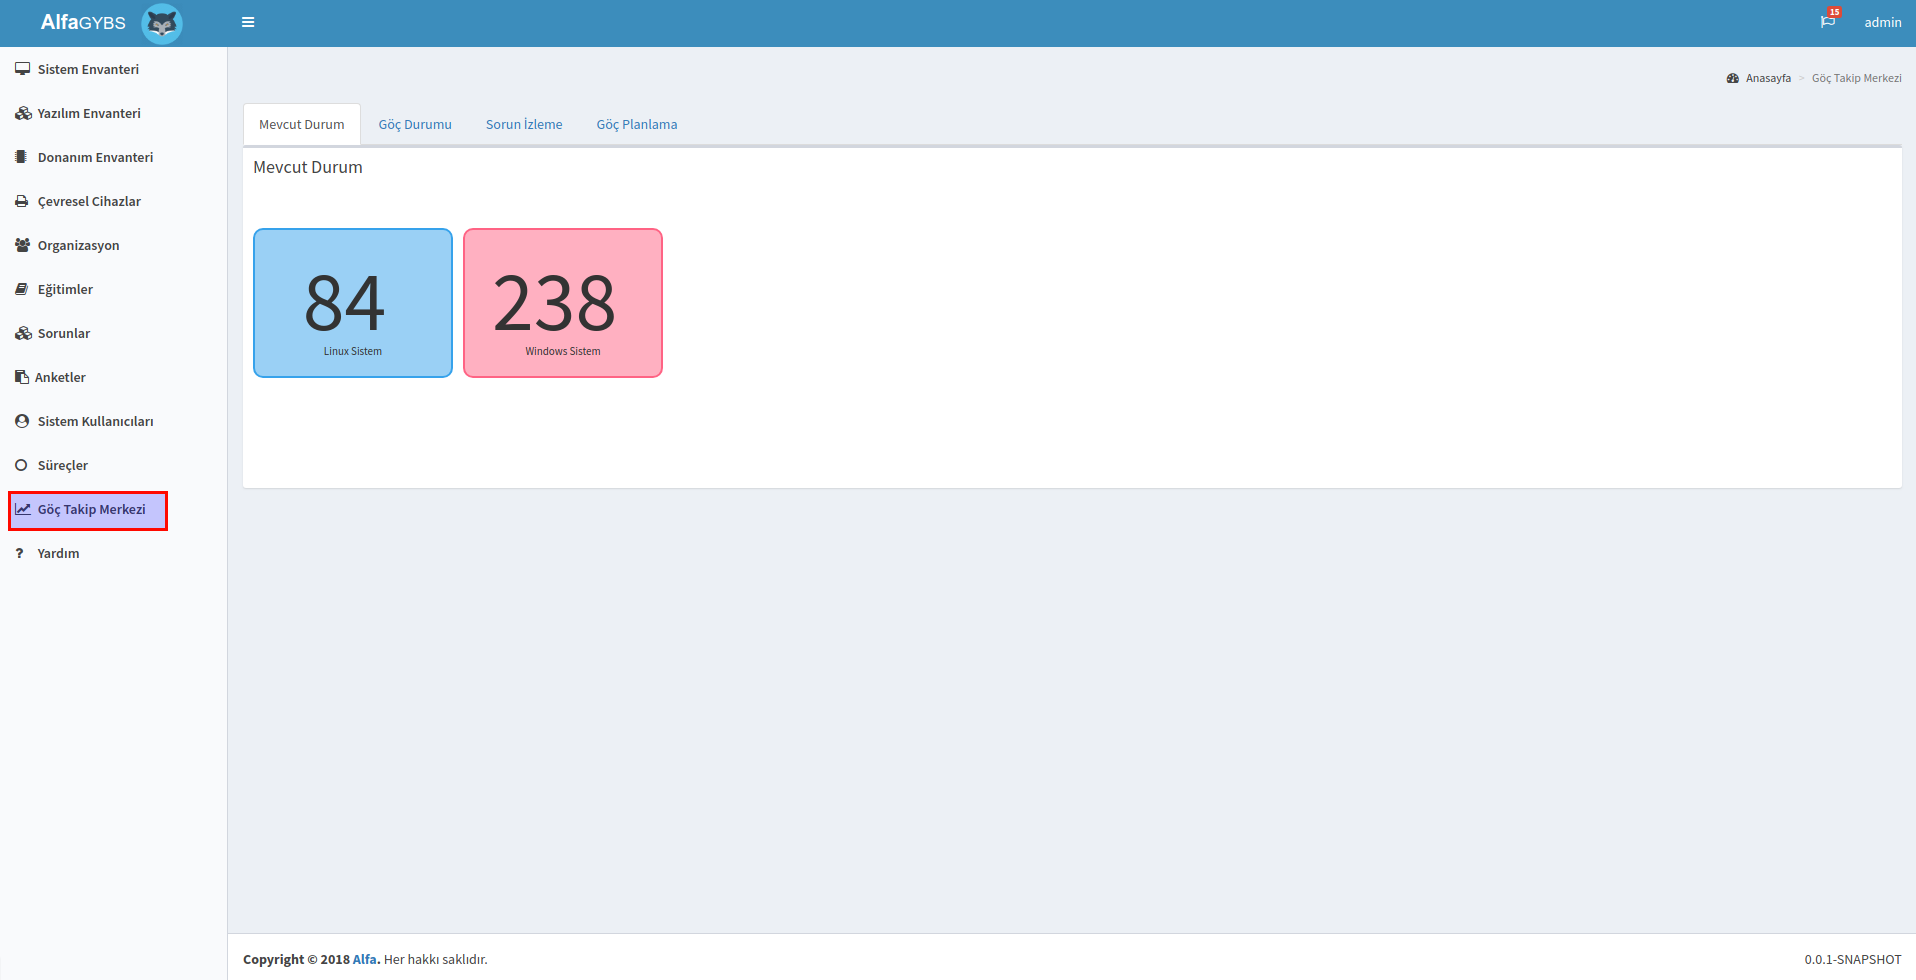 AlfaGYBS
15
admin
Sistem Envanteri
Yazılım Envanteri
Donanım Envanteri
Çevresel Cihazlar
Organizasyon
Eğitimler
Sorunlar
Anketler
Sistem Kullanıcıları
Süreçler
Göç Takip Merkezi
? Yardım
Anasayfa > Göç Takip Merkezi
Mevcut Durum Göç Durumu Sorun İzleme Göç Planlama
Mevcut Durum
84
Linux Sistem
238
Windows Sistem
Copyright © 2018 Alfa. Her hakkı saklıdır.
0.0.1-SNAPSHOT